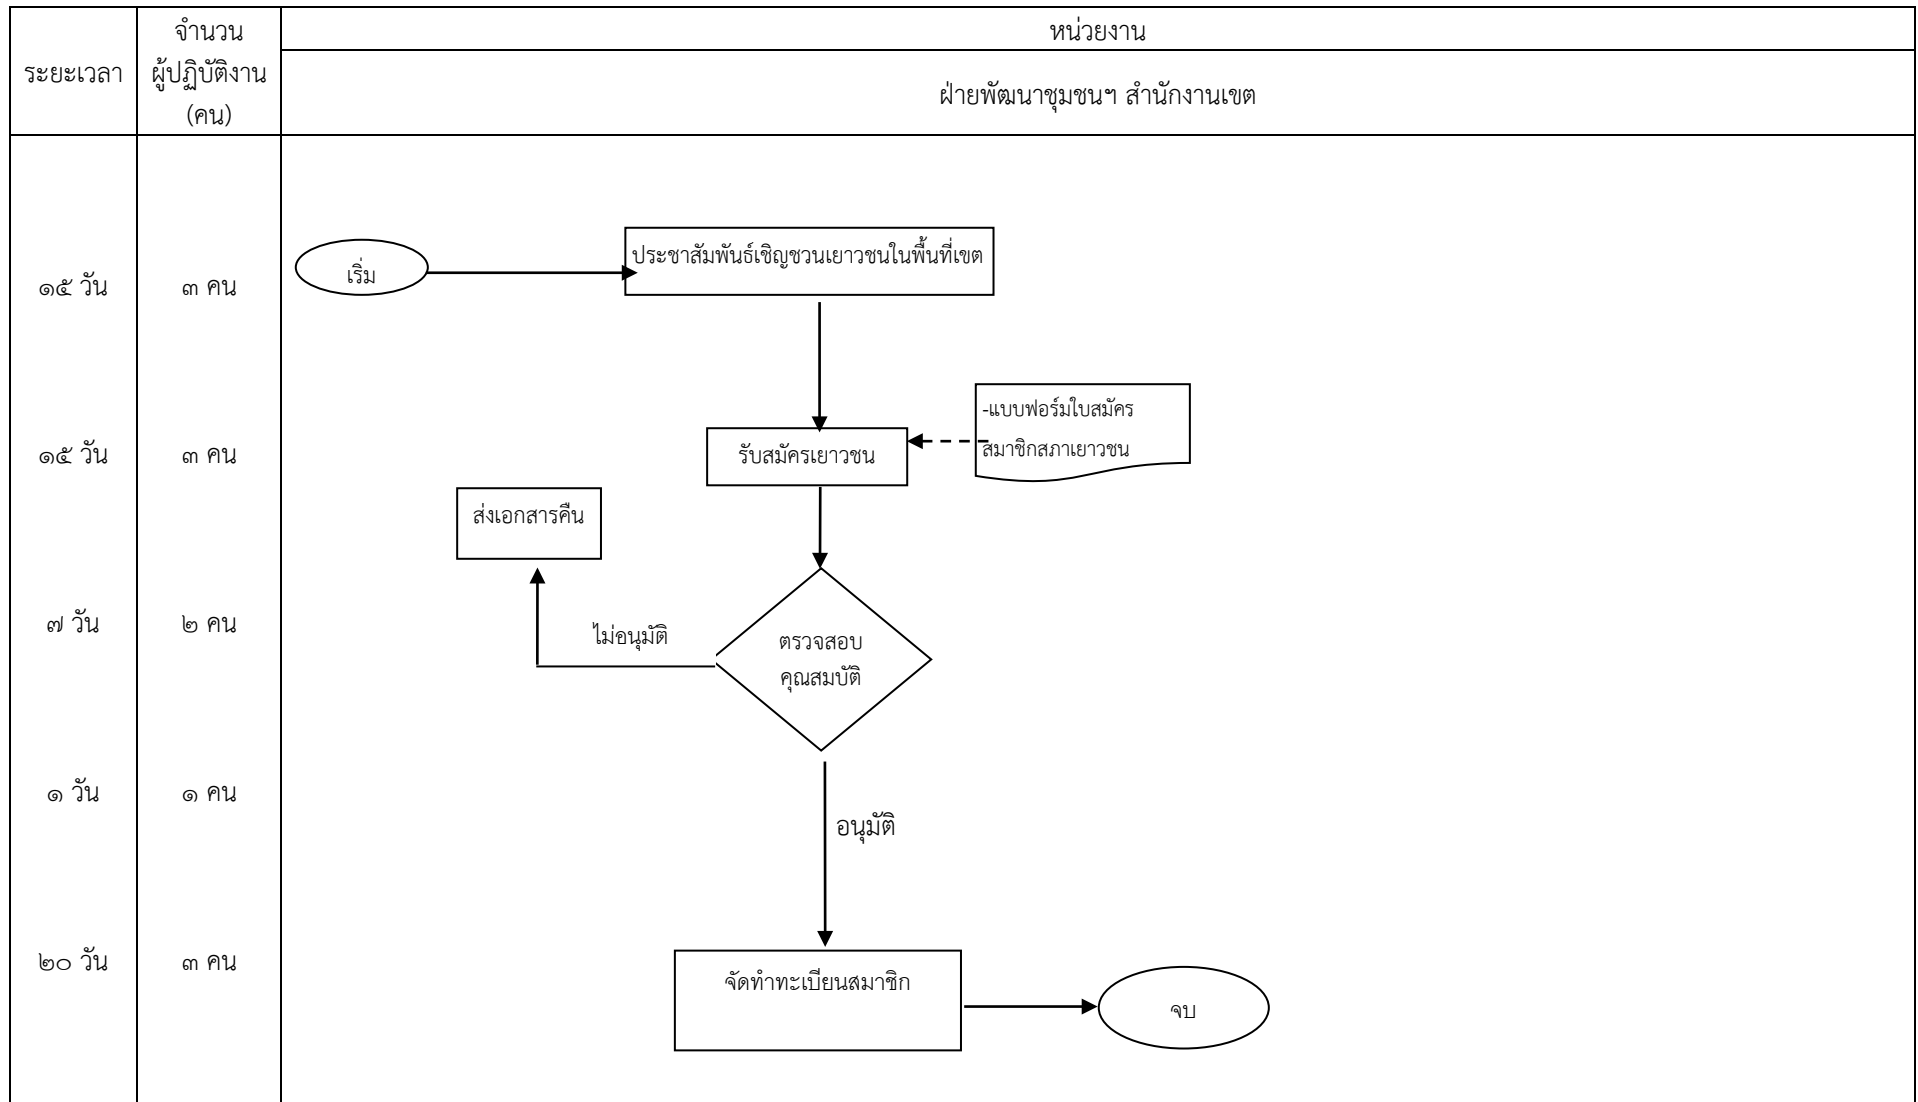 ระยะเวลา
จำนวน
ผู้ปฏิบัติงาน
(คน)
หน่วยงาน
ฝ่ายพัฒนาชุมชนฯ สำนักงานเขต
๑๕ วัน
๓ คน
เริ่ม
ประชาสัมพันธ์เชิญชวนเยาวชนในพื้นที่เขต
๑๕ วัน
๓ คน
รับสมัครเยาวชน
-แบบฟอร์มใบสมัคร
สมาชิกสภาเยาวชน
ส่งเอกสารคืน
๗ วัน
๒ คน
ไม่อนุมัติ
ตรวจสอบ
คุณสมบัติ
๑ วัน
๑ คน
อนุมัติ
๒๐ วัน
๓ คน
จัดทำทะเบียนสมาชิก
จบ